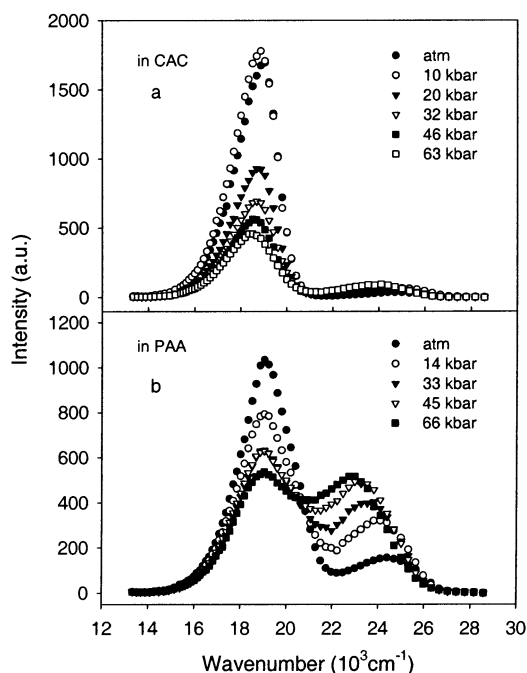 2000
1500
1000
500
0
in CAC
a
atm
10 kbar
20 kbar
32 kbar
46 kbar
63 kbar
Intensity (a.u.)
1200
1000
800
600
400
200
0
in PAA
b
atm
14 kbar
33 kbar
45 kbar
66 kbar
12 14 16 18 20 22 24 26 28 30
Wavenumber (10³cm⁻¹)